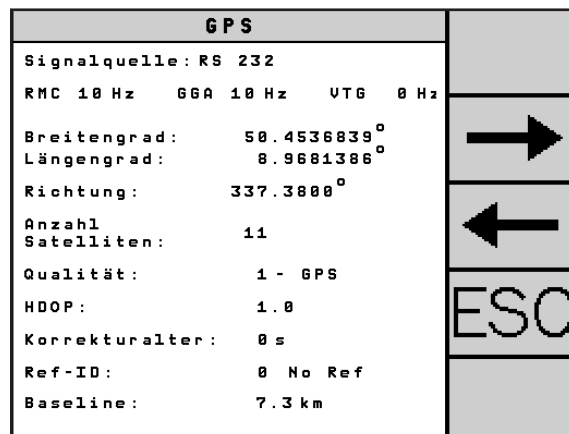 GPS
Signalquelle: RS 232
RMC 10 Hz GGA 10 Hz VTG 0 Hz
Breitengrad: 50.4536839°
Längengrad: 8.9681386°
Richtung: 337.3800°
Anzahl
Satelliten: 11
Qualität: 1 - GPS
HDOP: 1.0
Korrekturalter: 0 s
Ref-ID: 0 No Ref
Baseline: 7.3 km
ESC